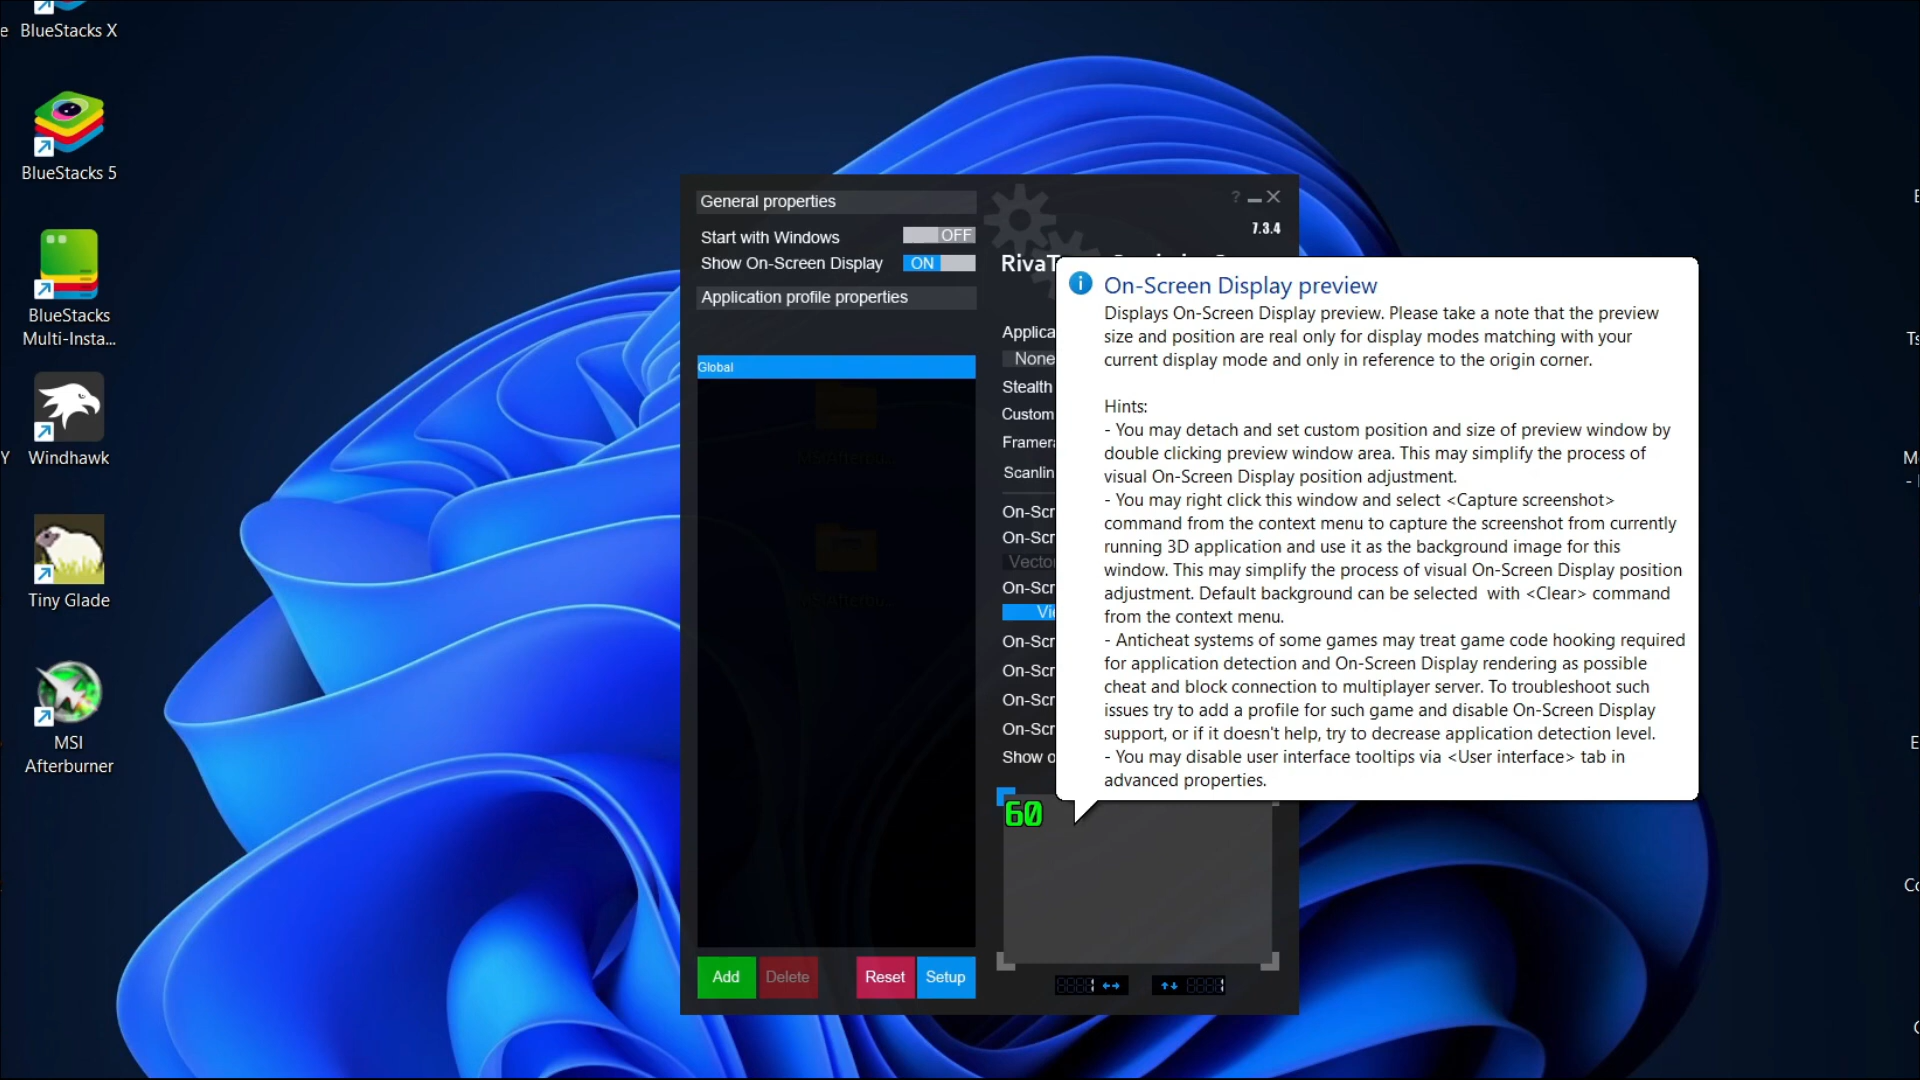 BlueStacks X
BlueStacks 5
BlueStacks
Multi-Insta...
Windhawk
Tiny Glade
MSI
Afterburner
General properties
Start with Windows
OFF
Show On-Screen Display
ON
Application profile properties
Global
Add
Delete
Reset
Setup
? 
7.3.4
RivaT
Applica
None
Stealth
Custom
Framera
Scanlin
On-Scr
On-Scr
Vector
On-Scr
Vie
On-Scr
On-Scr
On-Scr
On-Scr
Show o
60
On-Screen Display preview
Displays On-Screen Display preview. Please take a note that the preview
size and position are real only for display modes matching with your
current display mode and only in reference to the origin corner.
Hints:
- You may detach and set custom position and size of preview window by
double clicking preview window area. This may simplify the process of
visual On-Screen Display position adjustment.
- You may right click this window and select <Capture screenshot>
command from the context menu to capture the screenshot from currently
running 3D application and use it as the background image for this
window. This may simplify the process of visual On-Screen Display position
adjustment. Default background can be selected  with <Clear> command
from the context menu.
- Anticheat systems of some games may treat game code hooking required
for application detection and On-Screen Display rendering as possible
cheat and block connection to multiplayer server. To troubleshoot such
issues try to add a profile for such game and disable On-Screen Display
support, or if it doesn't help, try to decrease application detection level.
- You may disable user interface tooltips via <User interface> tab in
advanced properties.